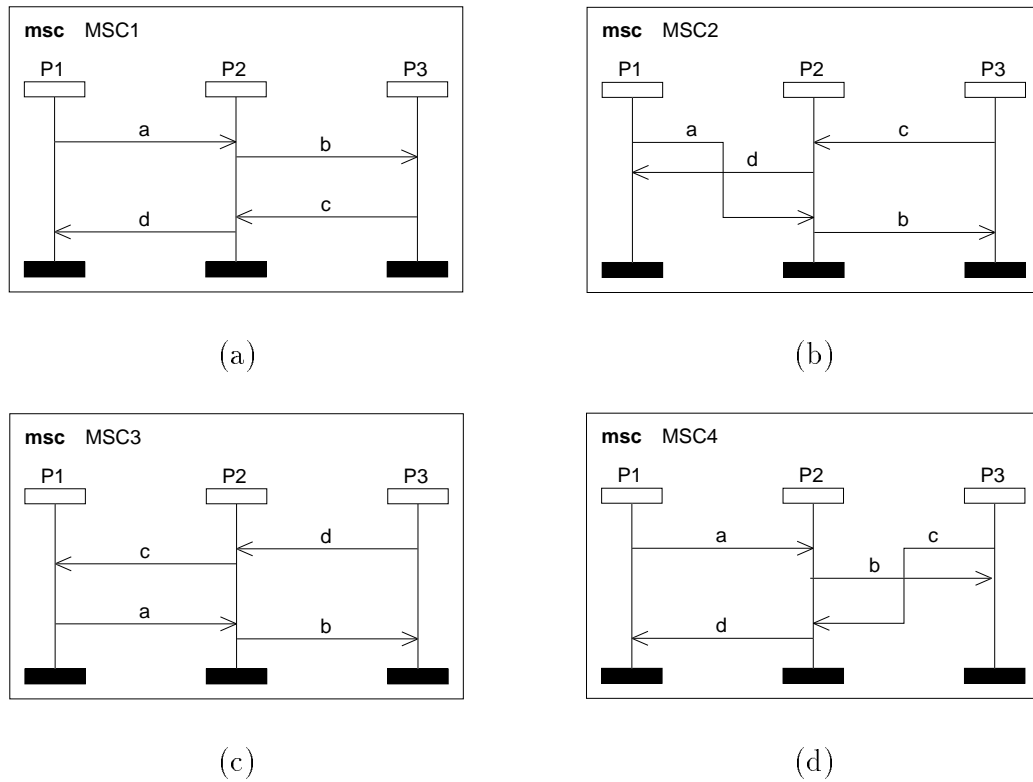 msc MSC1
P1 P2 P3
a
b
c
d
(a)
msc MSC2
P1 P2 P3
a c
d
b
(b)
msc MSC3
P1 P2 P3
d
c
a
b
(c)
msc MSC4
P1 P2 P3
a c
b
d
(d)